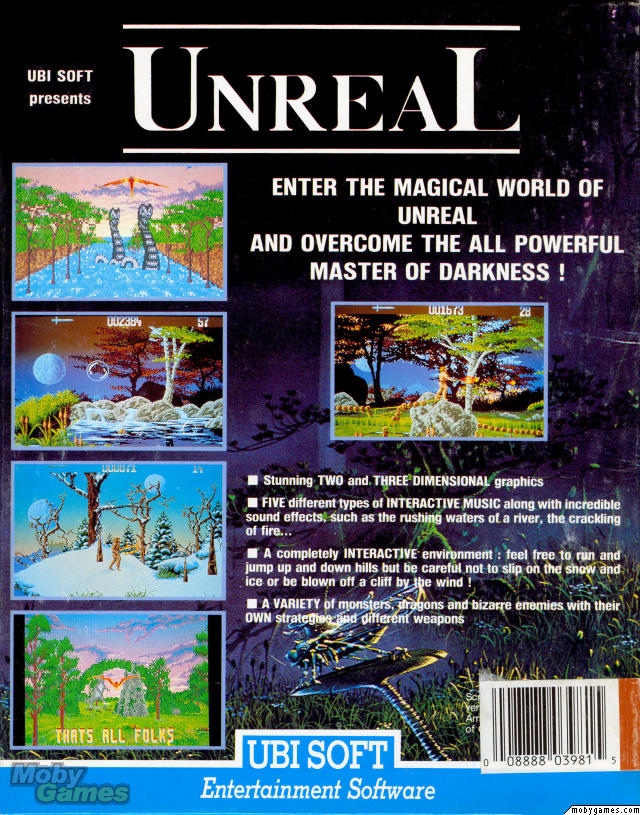 UBI SOFT
presents
UNREAL
ENTER THE MAGICAL WORLD OF
UNREAL
AND OVERCOME THE ALL POWERFUL
MASTER OF DARKNESS !
002384 57
001673 28
000871 14
THATS ALL FOLKS
■ Stunning TWO and THREE DIMENSIONAL graphics
■ FIVE different types of INTERACTIVE MUSIC along with incredible
sound effects, such as the rushing waters of a river, the crackling
of fire...
■ A completely INTERACTIVE environment : feel free to run and
jump up and down hills but be careful not to slip on the snow and
ice or be blown off a cliff by the wind !
■ A VARIETY of monsters, dragons and bizarre enemies with their
OWN strategies and different weapons
0 08888 03981 5
UBI SOFT
Entertainment Software
Moby
Games
mobygames.com